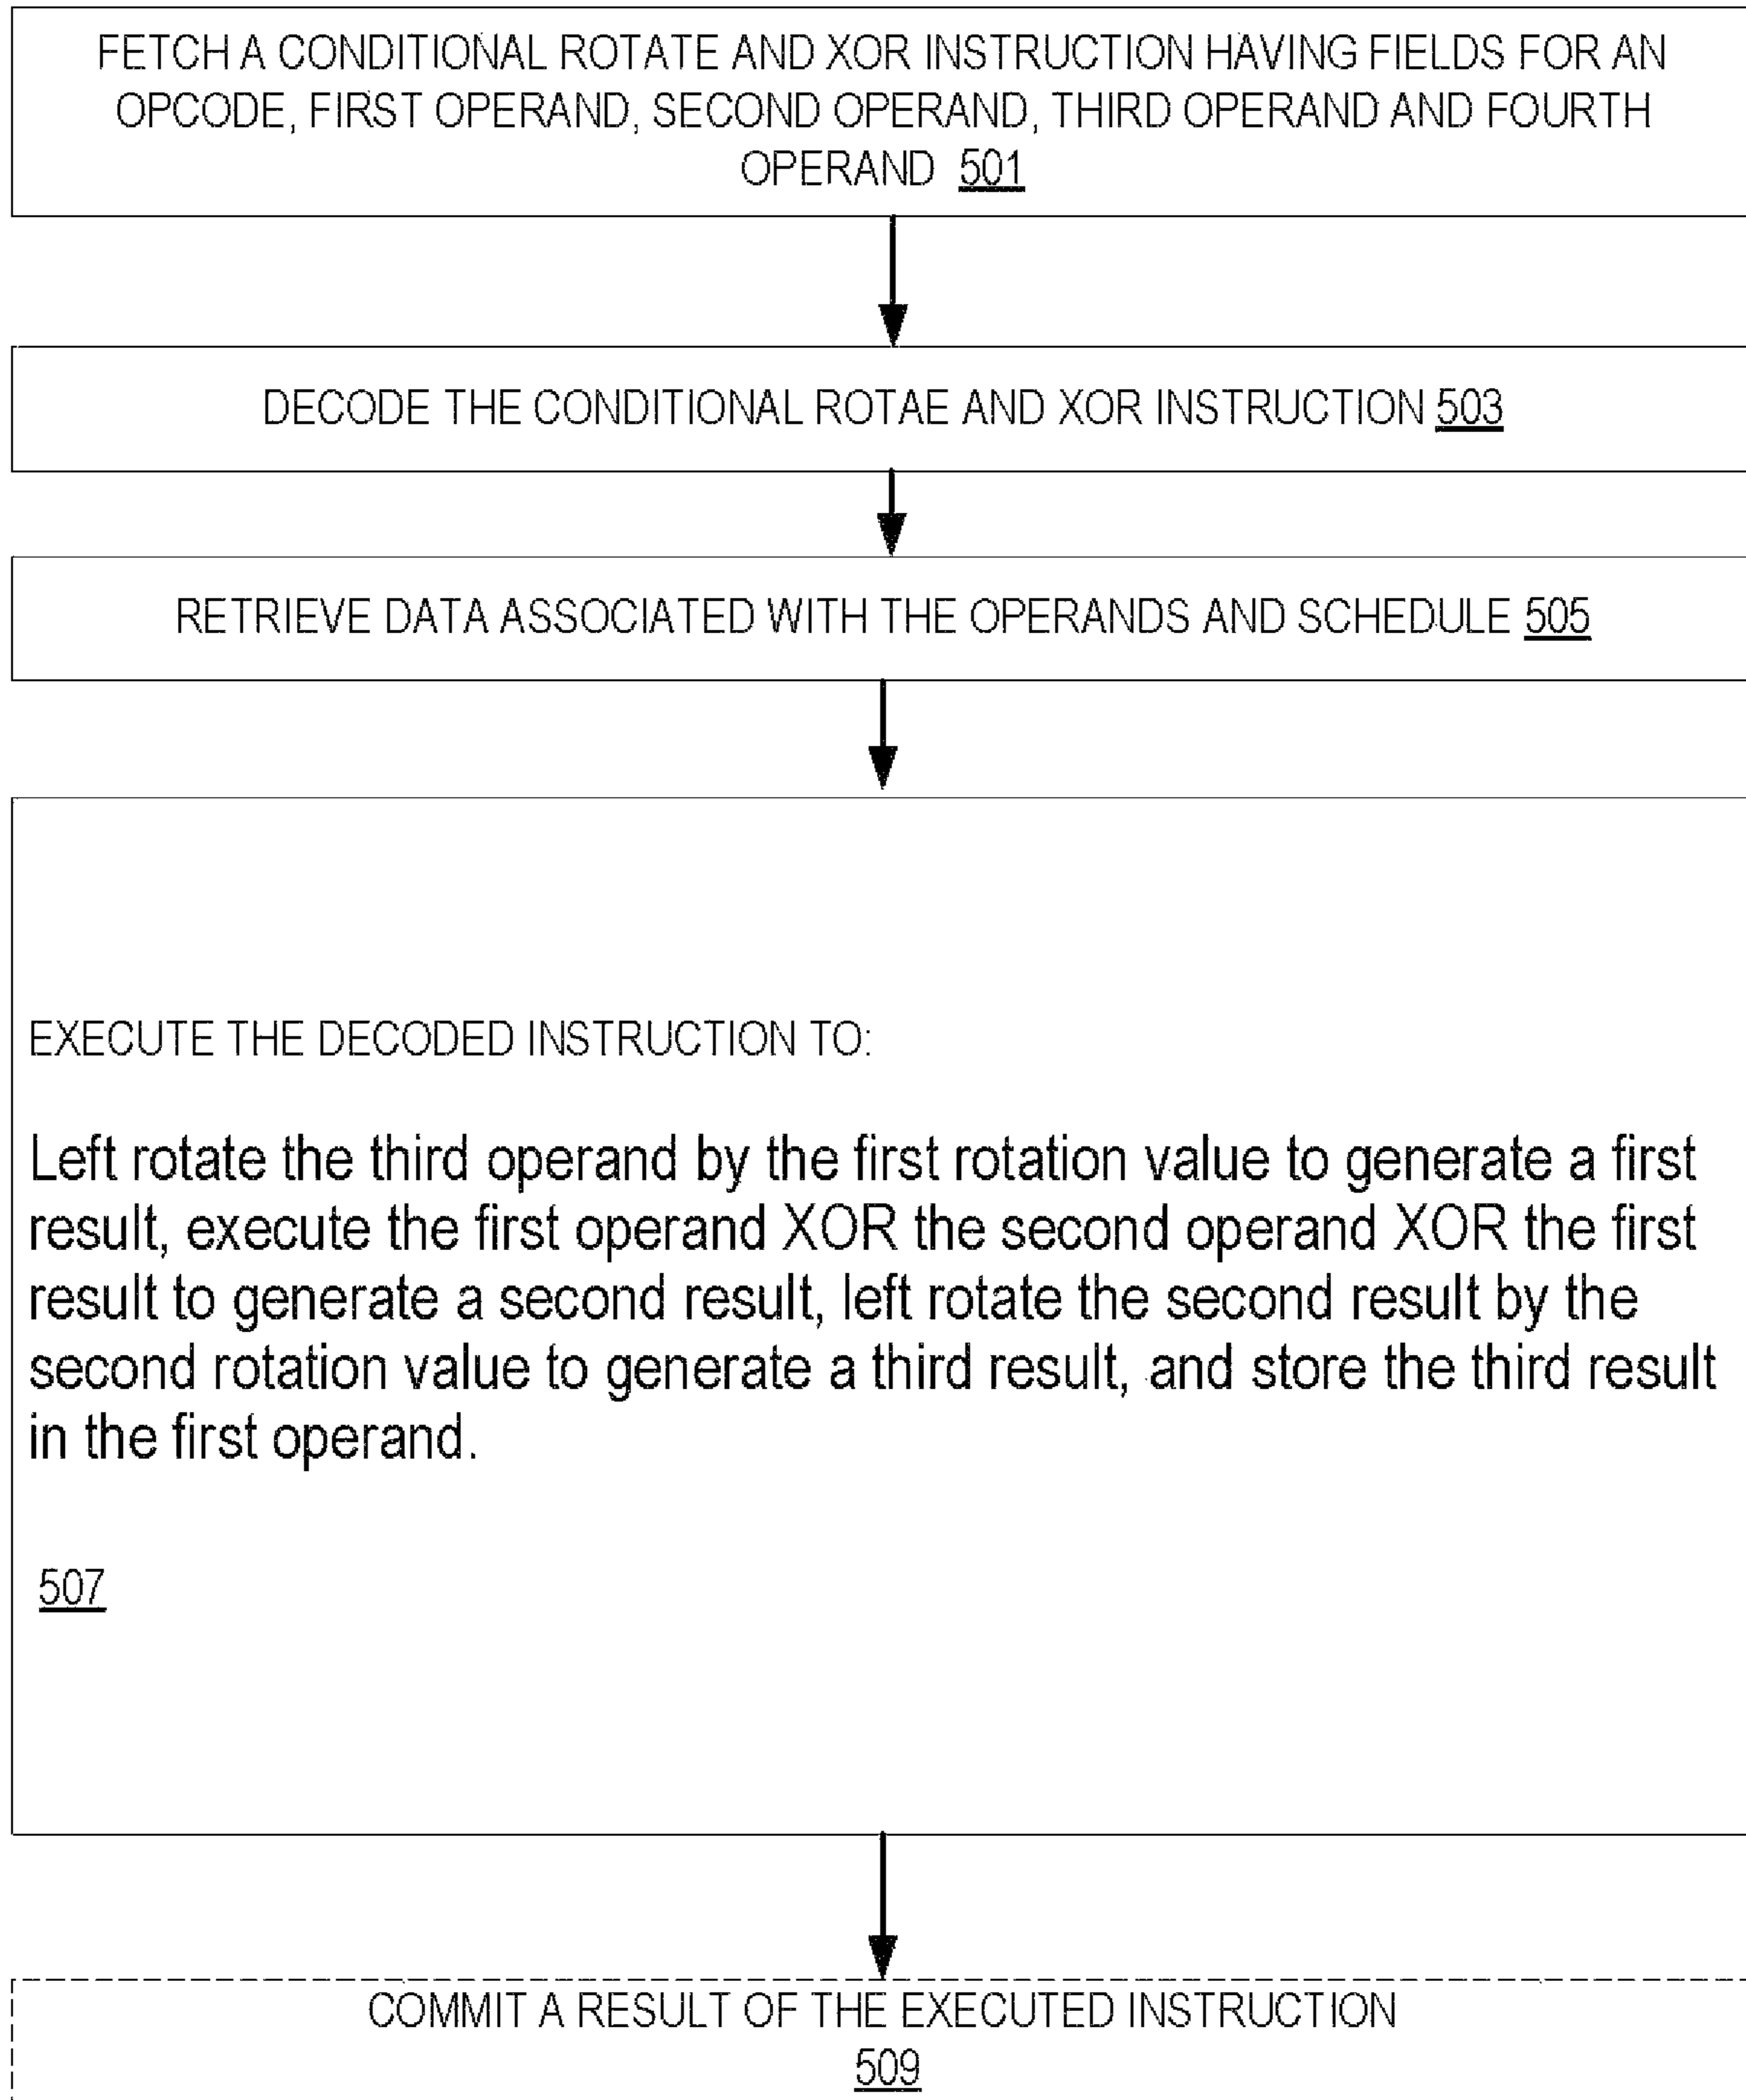 FETCH A CONDITIONAL ROTATE AND XOR INSTRUCTION HAVING FIELDS FOR AN
OPCODE, FIRST OPERAND, SECOND OPERAND, THIRD OPERAND AND FOURTH
OPERAND 501
DECODE THE CONDITIONAL ROTAE AND XOR INSTRUCTION 503
RETRIEVE DATA ASSOCIATED WITH THE OPERANDS AND SCHEDULE 505
EXECUTE THE DECODED INSTRUCTION TO:
Left rotate the third operand by the first rotation value to generate a first
result, execute the first operand XOR the second operand XOR the first
result to generate a second result, left rotate the second result by the
second rotation value to generate a third result, and store the third result
in the first operand.
507
COMMIT A RESULT OF THE EXECUTED INSTRUCTION
509